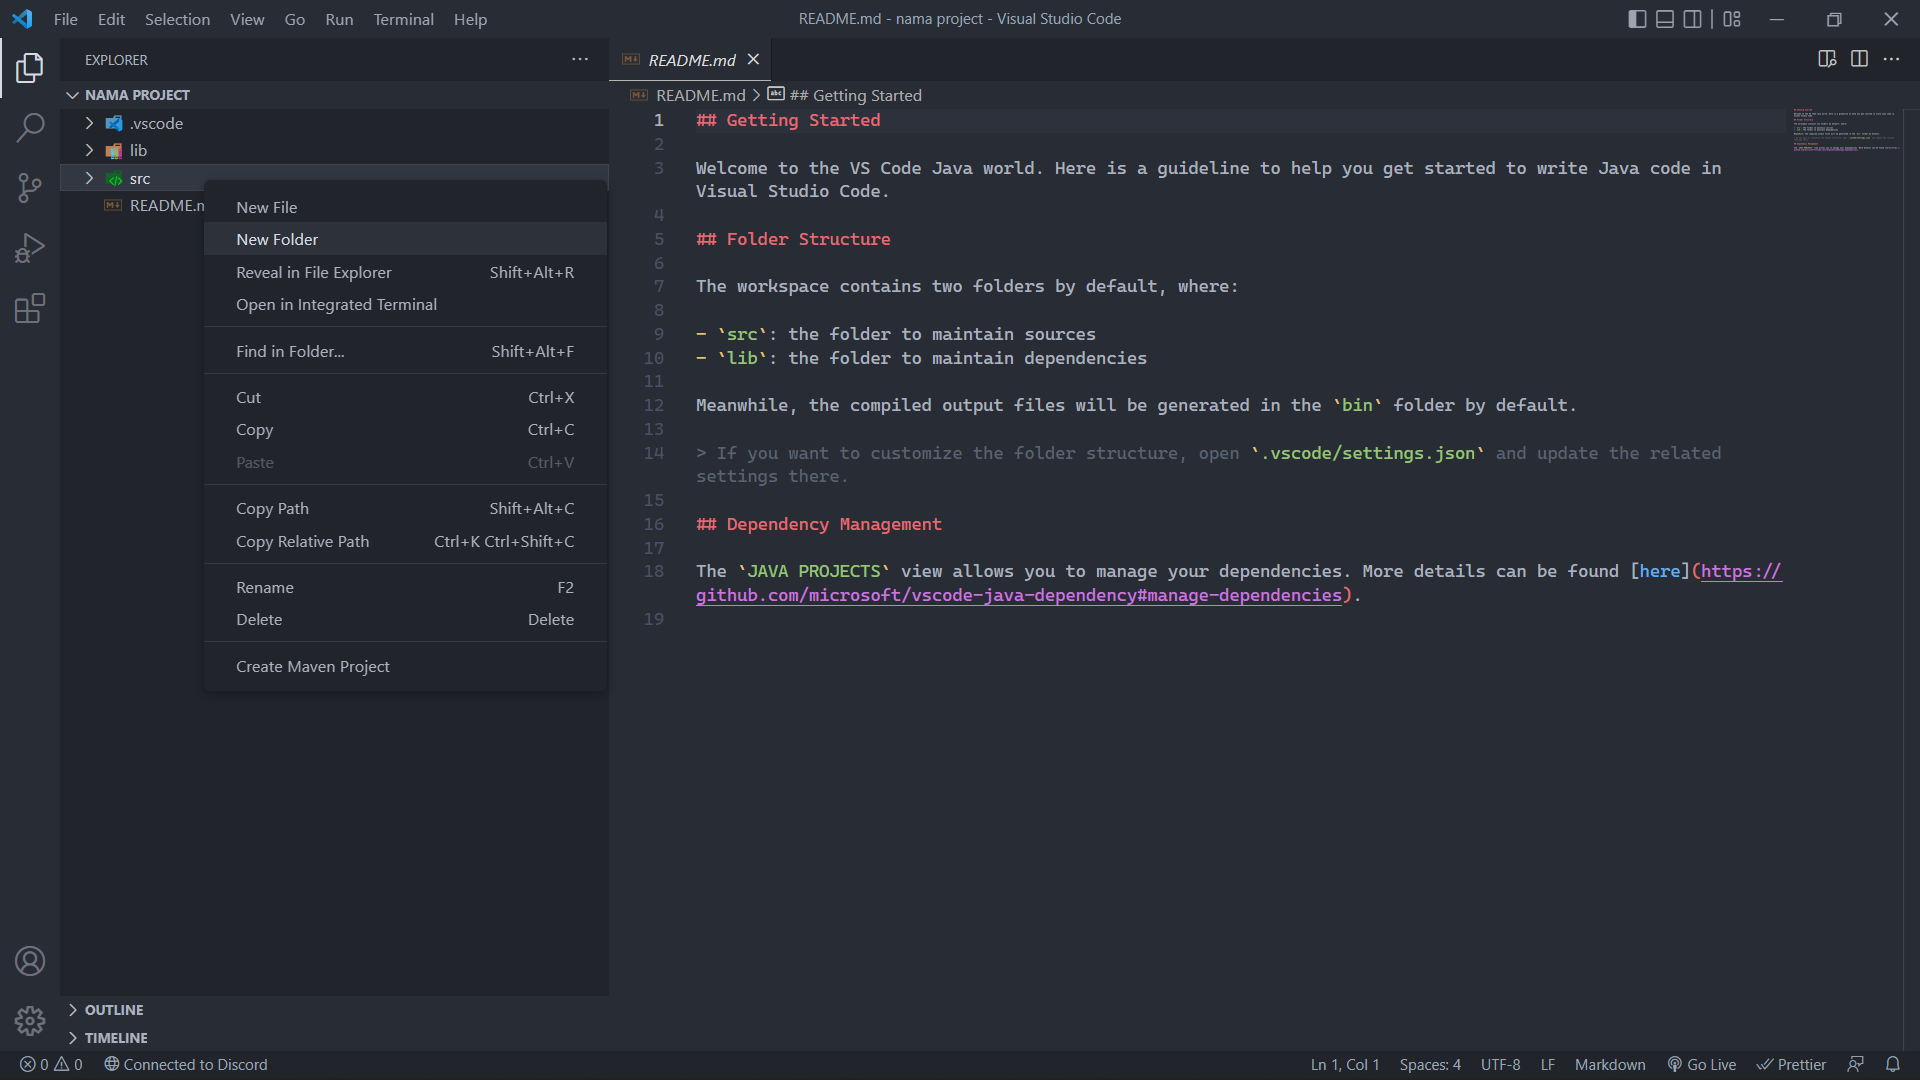 File Edit Selection View Go Run Terminal Help
README.md - nama project - Visual Studio Code
EXPLORER
NAMA PROJECT
.vscode
lib
src
README.m
New File
New Folder
Reveal in File Explorer Shift+Alt+R
Open in Integrated Terminal
Find in Folder... Shift+Alt+F
Cut Ctrl+X
Copy Ctrl+C
Paste Ctrl+V
Copy Path Shift+Alt+C
Copy Relative Path Ctrl+K Ctrl+Shift+C
Rename F2
Delete Delete
Create Maven Project
OUTLINE
TIMELINE
README.md
README.md > ## Getting Started
1 ## Getting Started
2
3 Welcome to the VS Code Java world. Here is a guideline to help you get started to write Java code in
Visual Studio Code.
4
5 ## Folder Structure
6
7 The workspace contains two folders by default, where:
8
9 - `src`: the folder to maintain sources
10 - `lib`: the folder to maintain dependencies
11
12 Meanwhile, the compiled output files will be generated in the `bin` folder by default.
13
14 > If you want to customize the folder structure, open `.vscode/settings.json` and update the related
settings there.
15
16 ## Dependency Management
17
18 The `JAVA PROJECTS` view allows you to manage your dependencies. More details can be found [here](https://
github.com/microsoft/vscode-java-dependency#manage-dependencies).
19
0 0 Connected to Discord
Ln 1, Col 1 Spaces: 4 UTF-8 LF Markdown Go Live Prettier